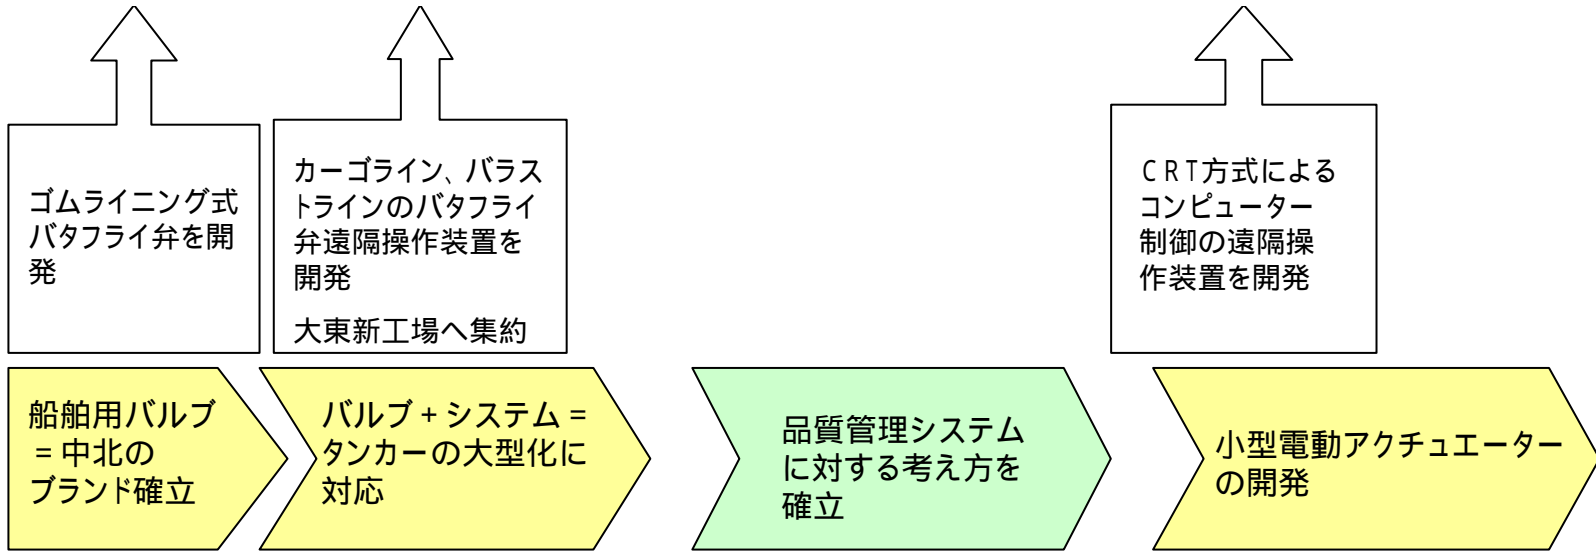 ゴムライニング式
バタフライ弁を開
発
カーゴライン、バラス
トラインのバタフライ
弁遠隔操作装置を
開発
大東新工場へ集約
ＣＲＴ方式による
コンピューター
制御の遠隔操
作装置を開発
船舶用バルブ
＝中北の
ブランド確立
バルブ＋システム＝
タンカーの大型化に
対応
品質管理システム
に対する考え方を
確立
小型電動アクチュエーター
の開発